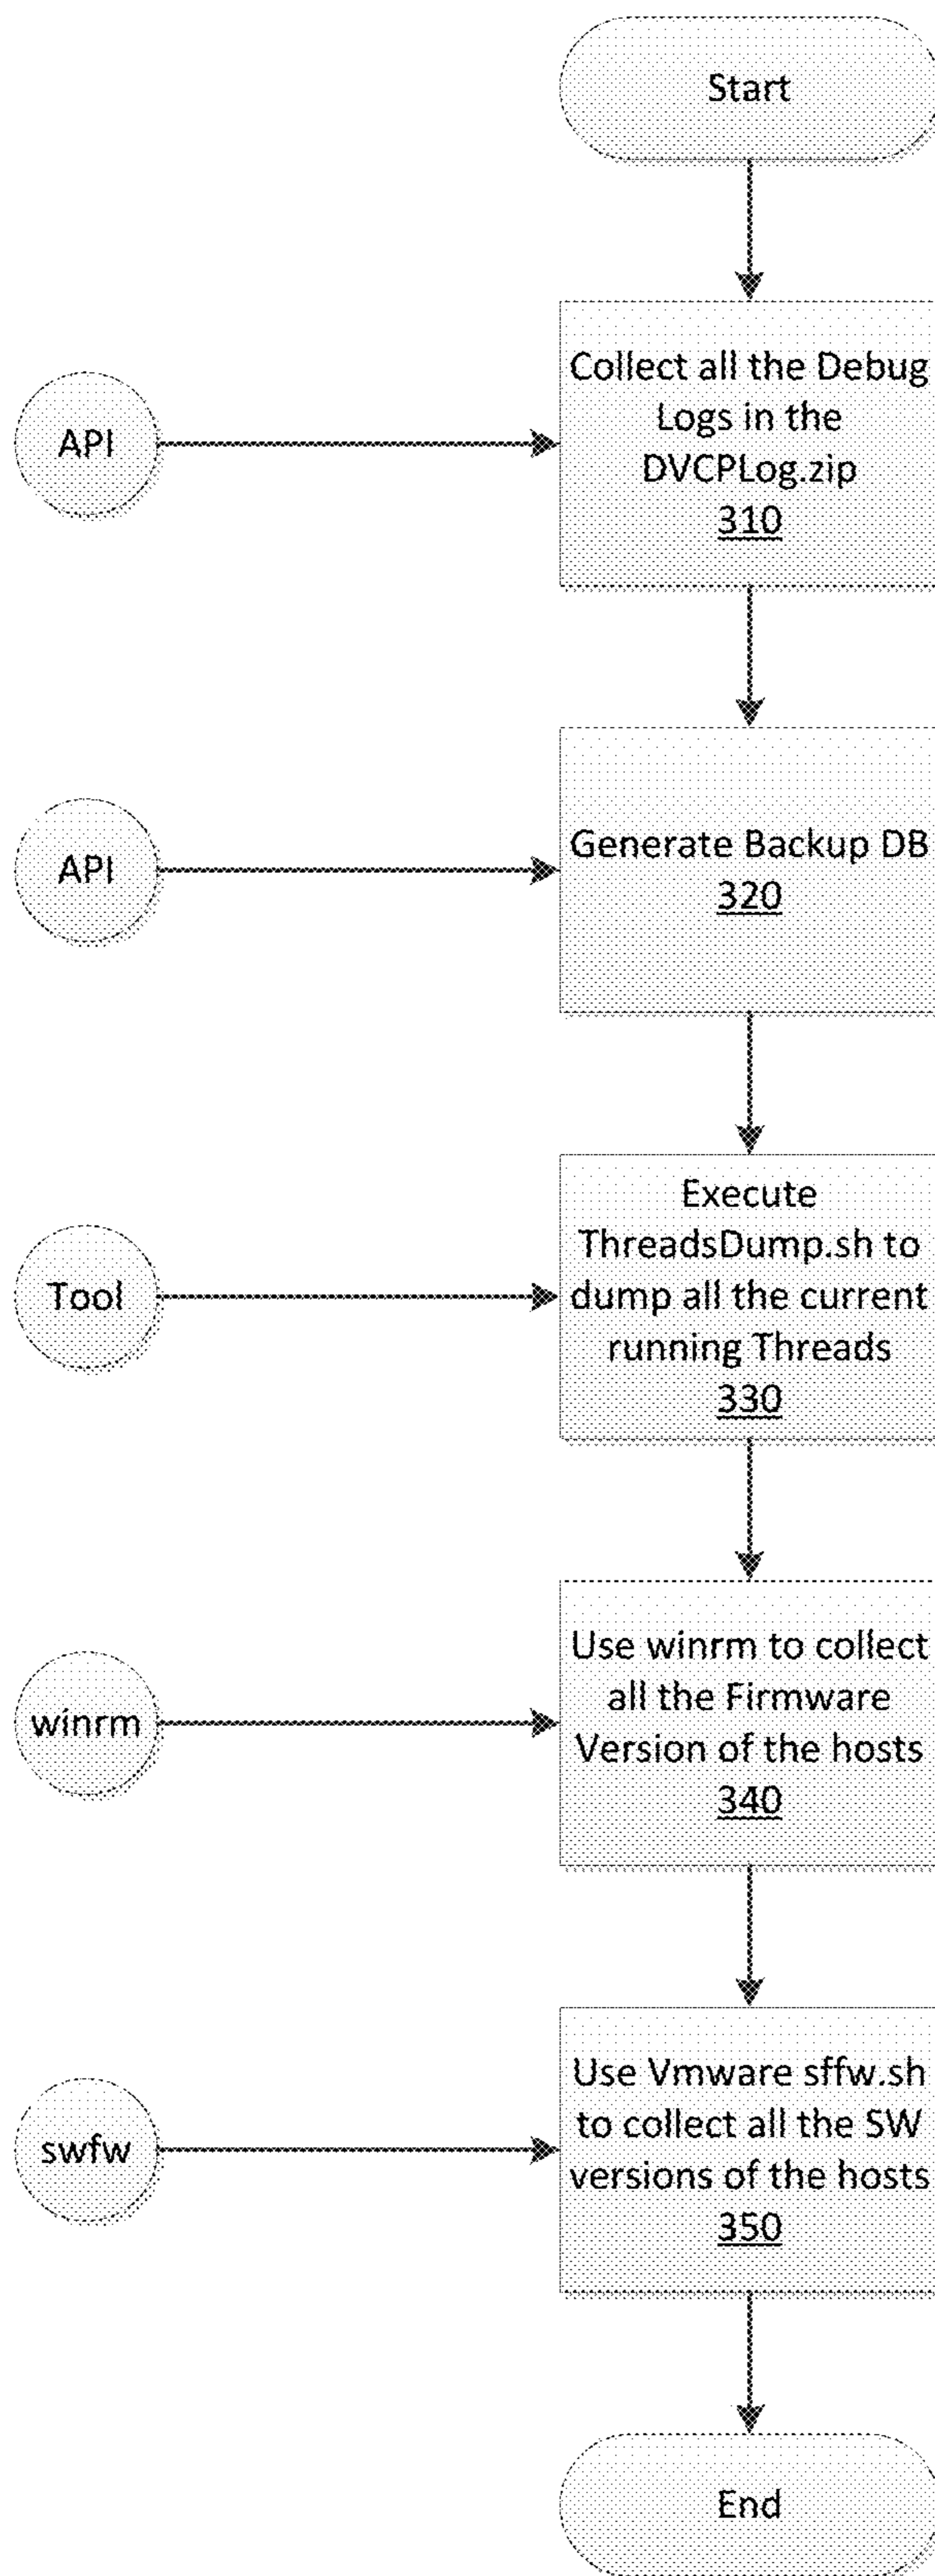 Start
API
Collect all the Debug
Logs in the
DVCPLog.zip
310
API
Generate Backup DB
320
Tool
Execute
ThreadsDump.sh to
dump all the current
running Threads
330
winrm
Use winrm to collect
all the Firmware
Version of the hosts
340
swfw
Use Vmware sffw.sh
to collect all the SW
versions of the hosts
350
End